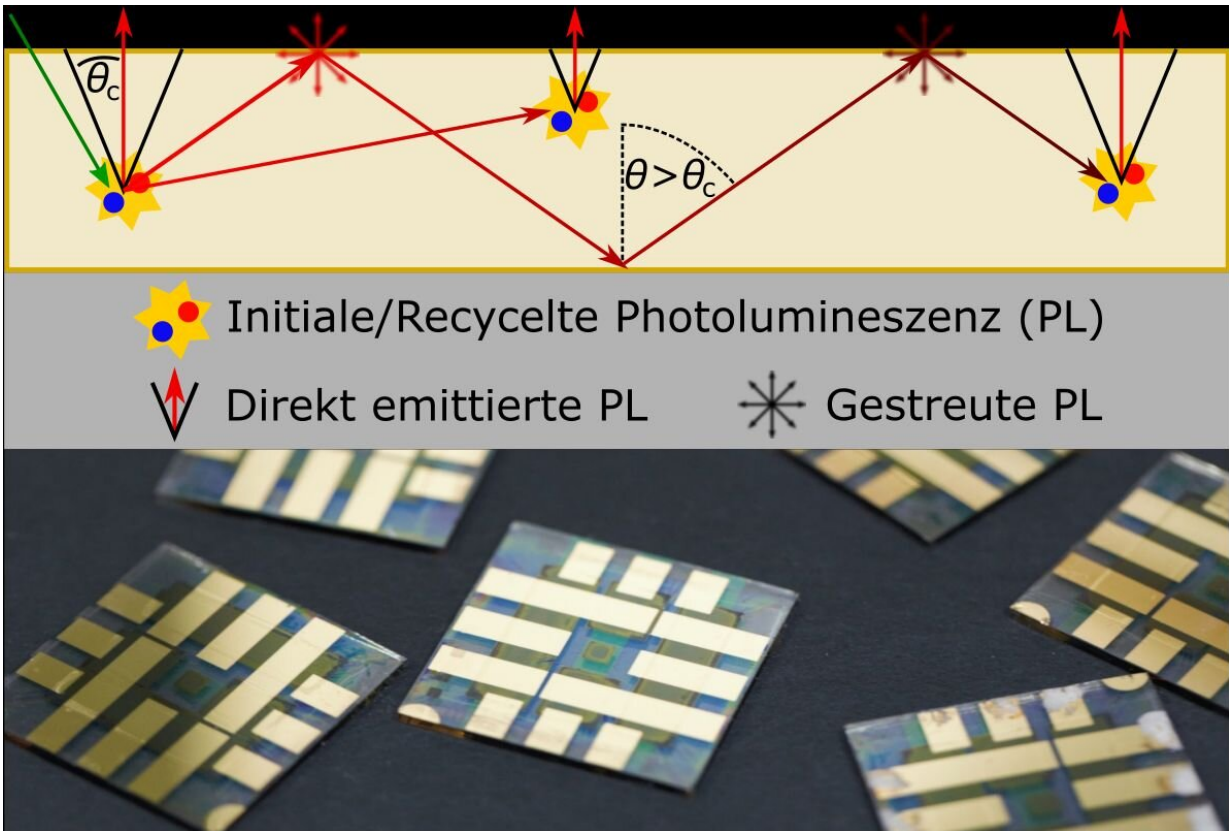 θc
θ>θc
Initiale/Recycelte Photolumineszenz (PL)
Direkt emittierte PL
Gestreute PL